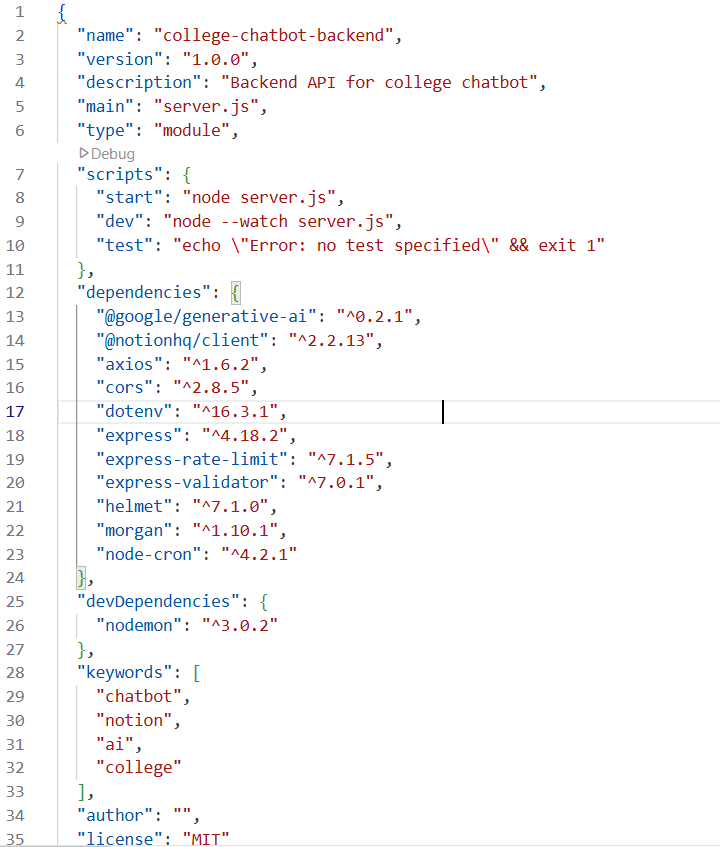 1 {
2 "name": "college-chatbot-backend",
3 "version": "1.0.0",
4 "description": "Backend API for college chatbot",
5 "main": "server.js",
6 "type": "module",
Debug
7 "scripts": {
8 "start": "node server.js",
9 "dev": "node --watch server.js",
10 "test": "echo \"Error: no test specified\" && exit 1"
11 },
12 "dependencies": {
13 "@google/generative-ai": "^0.2.1",
14 "@notionhq/client": "^2.2.13",
15 "axios": "^1.6.2",
16 "cors": "^2.8.5",
17 "dotenv": "^16.3.1",
18 "express": "^4.18.2",
19 "express-rate-limit": "^7.1.5",
20 "express-validator": "^7.0.1",
21 "helmet": "^7.1.0",
22 "morgan": "^1.10.1",
23 "node-cron": "^4.2.1"
24 },
25 "devDependencies": {
26 "nodemon": "^3.0.2"
27 },
28 "keywords": [
29 "chatbot",
30 "notion",
31 "ai",
32 "college"
33 ],
34 "author": "",
35 "license": "MIT"